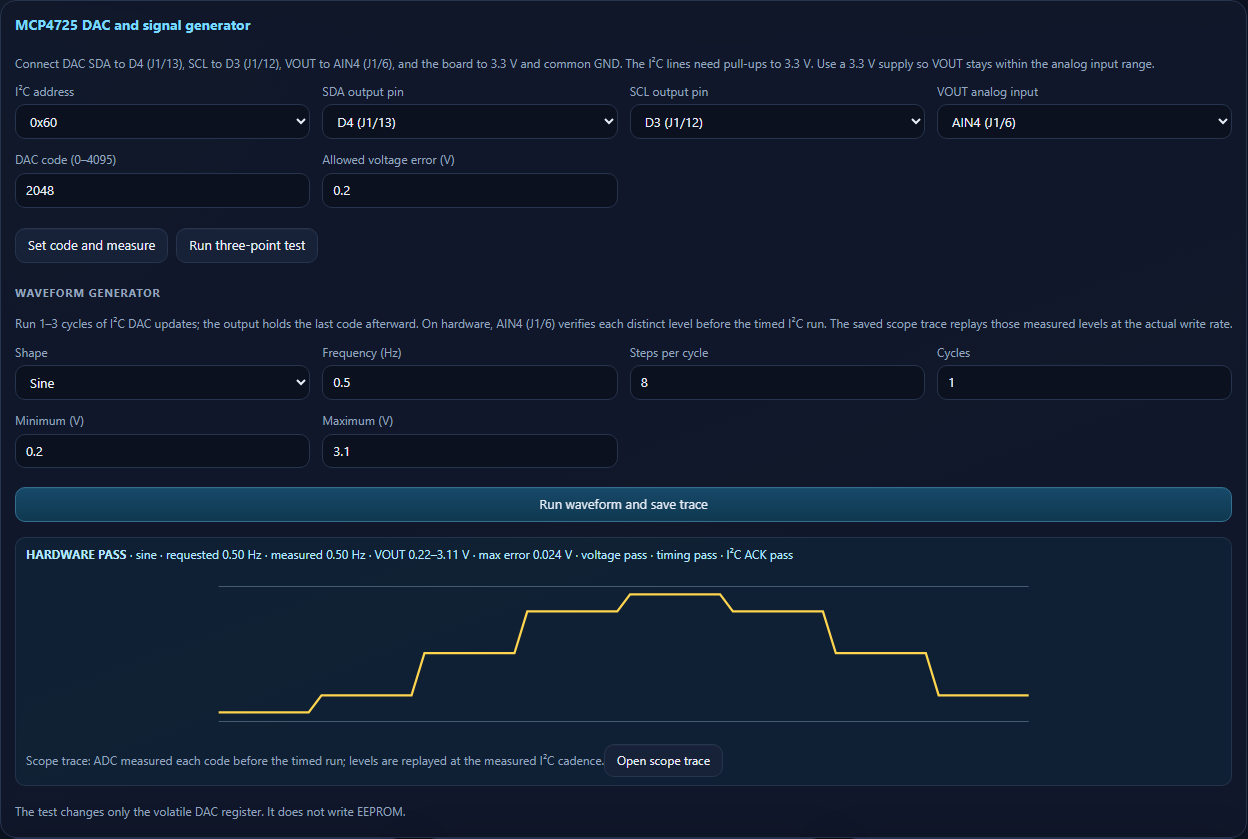 MCP4725 DAC and signal generator
Connect DAC SDA to D4 (J1/13), SCL to D3 (J1/12), VOUT to AIN4 (J1/6), and the board to 3.3 V and common GND. The I²C lines need pull-ups to 3.3 V. Use a 3.3 V supply so VOUT stays within the analog input range.
I²C address SDA output pin SCL output pin VOUT analog input
0x60 D4 (J1/13) D3 (J1/12) AIN4 (J1/6)
DAC code (0–4095) Allowed voltage error (V)
2048 0.2
Set code and measure Run three-point test
WAVEFORM GENERATOR
Run 1–3 cycles of I²C DAC updates; the output holds the last code afterward. On hardware, AIN4 (J1/6) verifies each distinct level before the timed I²C run. The saved scope trace replays those measured levels at the actual write rate.
Shape Frequency (Hz) Steps per cycle Cycles
Sine 0.5 8 1
Minimum (V) Maximum (V)
0.2 3.1
Run waveform and save trace
HARDWARE PASS · sine · requested 0.50 Hz · measured 0.50 Hz · VOUT 0.22–3.11 V · max error 0.024 V · voltage pass · timing pass · I²C ACK pass
Scope trace: ADC measured each code before the timed run; levels are replayed at the measured I²C cadence. Open scope trace
The test changes only the volatile DAC register. It does not write EEPROM.